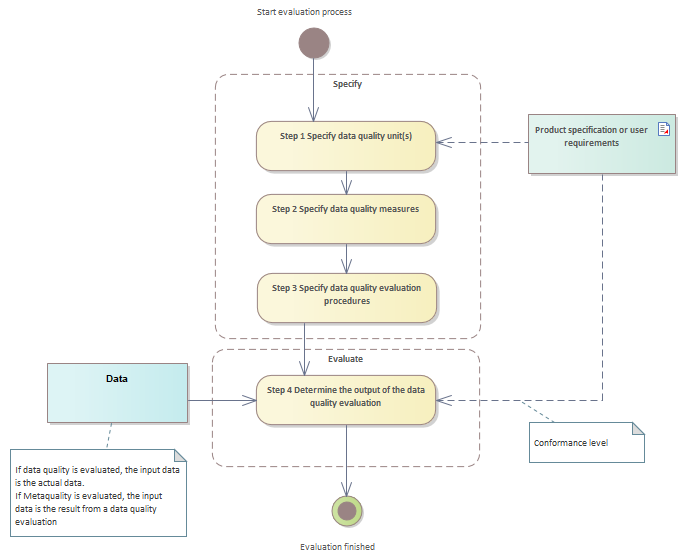 Start evaluation process
Specify
Step 1 Specify data quality unit(s)
Product specification or user
requirements
Step 2 Specify data quality measures
Step 3 Specify data quality evaluation
procedures
Evaluate
Data
Step 4 Determine the output of the data
quality evaluation
Conformance level
If data quality is evaluated, the input data
is the actual data.
If Metaquality is evaluated, the input
data is the result from a data quality
evaluation
Evaluation finished